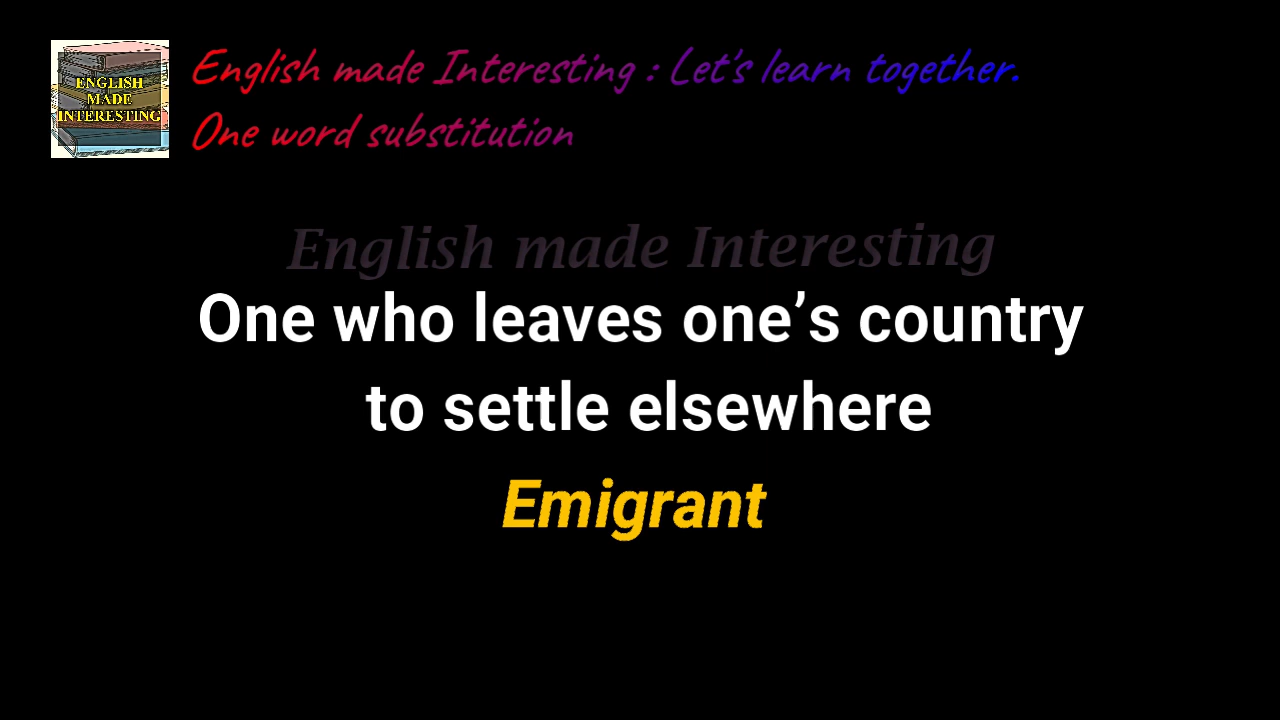 ENGLISH
MADE
INTERESTING
English made Interesting : Let's learn together.
One word substitution
English made Interesting
One who leaves one’s country
to settle elsewhere
Emigrant